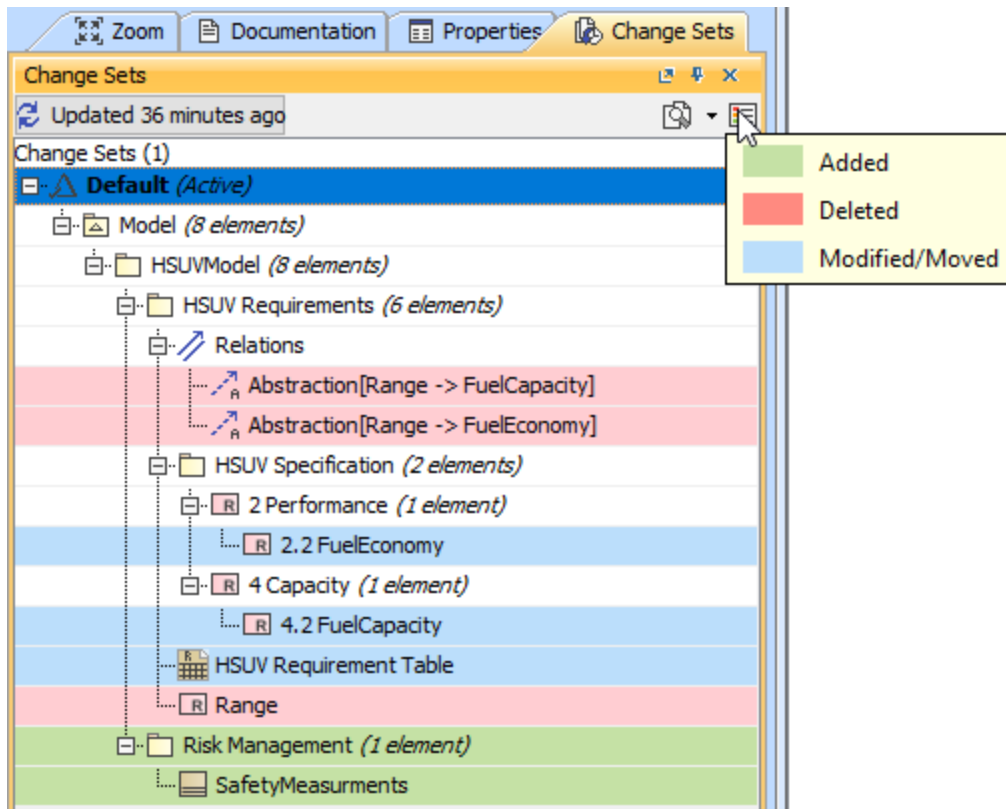 Zoom Documentation Properties Change Sets
Change Sets
Updated 36 minutes ago
Change Sets (1)
Default (Active)
Model (8 elements)
HSUVModel (8 elements)
HSUV Requirements (6 elements)
Relations
A Abstraction[Range -> FuelCapacity]
A Abstraction[Range -> FuelEconomy]
HSUV Specification (2 elements)
R 2 Performance (1 element)
R 2.2 FuelEconomy
R 4 Capacity (1 element)
R 4.2 FuelCapacity
R HSUV Requirement Table
R Range
Risk Management (1 element)
SafetyMeasurments
Added
Deleted
Modified/Moved